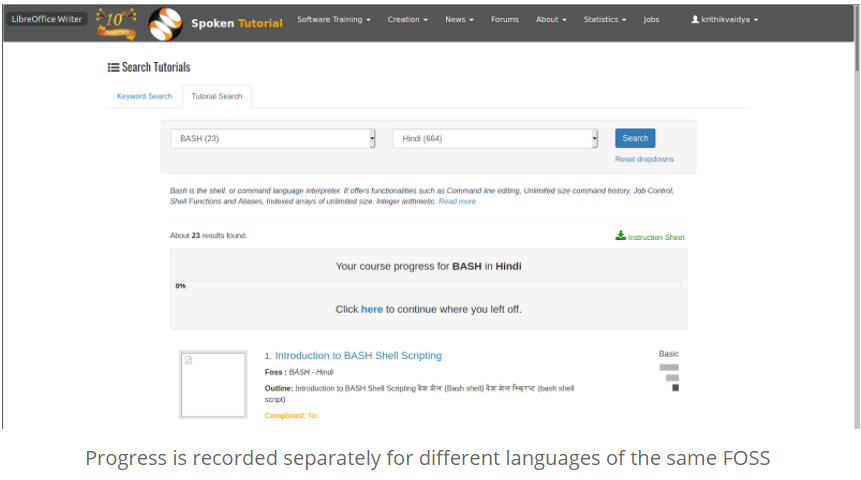 LibreOffice Writer
10th
Spoken Tutorial Software Training Creation News Forums About Statistics Jobs krithikvaidya
Search Tutorials
Keyword Search Tutorial Search
BASH (23) Hindi (664) Search
Reset dropdowns
Bash is the shell, or command language interpreter. It offers functionalities such as Command line editing, Unlimited size command history, Job Control,
Shell Functions and Aliases, Indexed arrays of unlimited size, Integer arithmetic. Read more
About 23 results found. Instruction Sheet
Your course progress for BASH in Hindi
0%
Click here to continue where you left off.
1. Introduction to BASH Shell Scripting Basic
Foss : BASH - Hindi
Outline: Introduction to BASH Shell Scripting बैश शैल (Bash shell) बैश शेल स्क्रिप्ट (bash shell
script)
Completed: No
Progress is recorded separately for different languages of the same FOSS